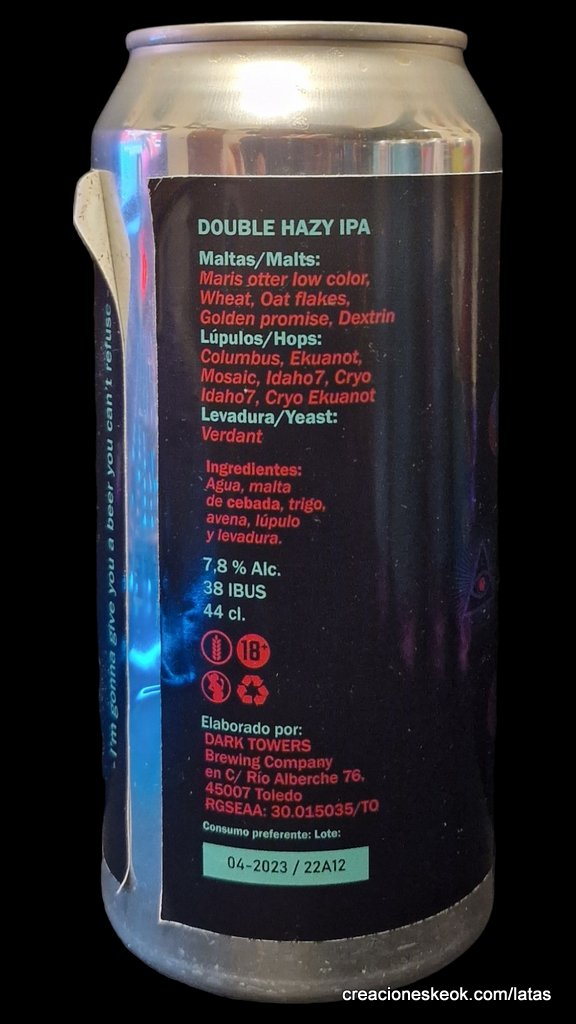 - I'm gonna give you a beer you can't refuse
DOUBLE HAZY IPA
Maltas/Malts:
Maris otter low color,
Wheat, Oat flakes,
Golden promise, Dextrin
Lúpulos/Hops:
Columbus, Ekuanot,
Mosaic, Idaho7, Cryo
Idaho7, Cryo Ekuanot
Levadura/Yeast:
Verdant
Ingredientes:
Agua, malta
de cebada, trigo,
avena, lúpulo
y levadura.
7,8 % Alc.
38 IBUS
44 cl.
18+
Elaborado por:
DARK TOWERS
Brewing Company
en C/ Río Alberche 76.
45007 Toledo
RGSEAA: 30.015035/TO
Consumo preferente: Lote:
04-2023 / 22A12
creacioneskeok.com/latas